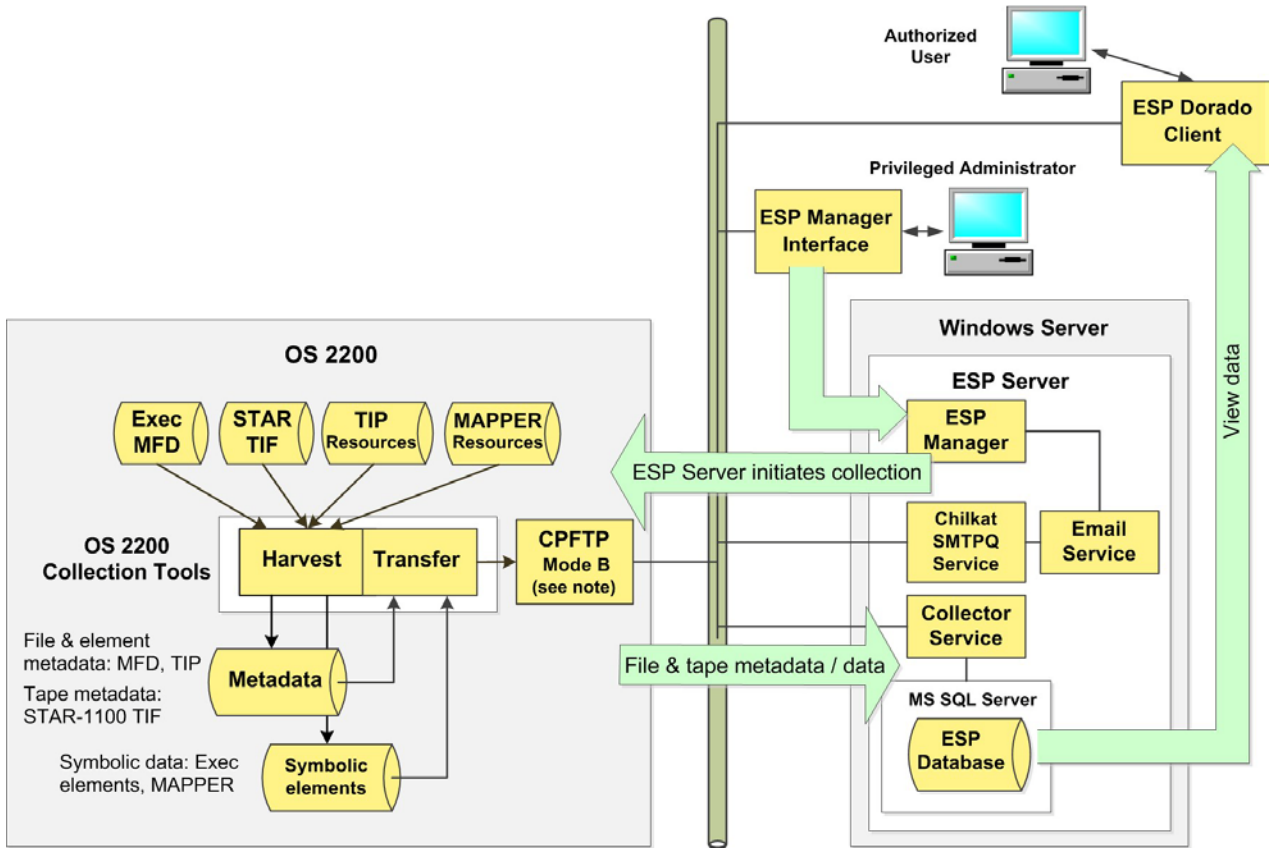 Authorized
User
ESP Dorado
Client
Privileged Administrator
ESP Manager
Interface
Windows Server
ESP Server
ESP
Manager
View data
OS 2200
Exec
MFD
STAR
TIF
TIP
Resources
MAPPER
Resources
ESP Server initiates collection
OS 2200
Collection Tools
Harvest
Transfer
CPFTP
Mode B
(see note)
Chilkat
SMTPQ
Service
Email
Service
Collector
Service
File & element
metadata: MFD, TIP
Tape metadata:
STAR-1100 TIF
Metadata
File & tape metadata / data
MS SQL Server
ESP
Database
Symbolic data: Exec
elements, MAPPER
Symbolic
elements